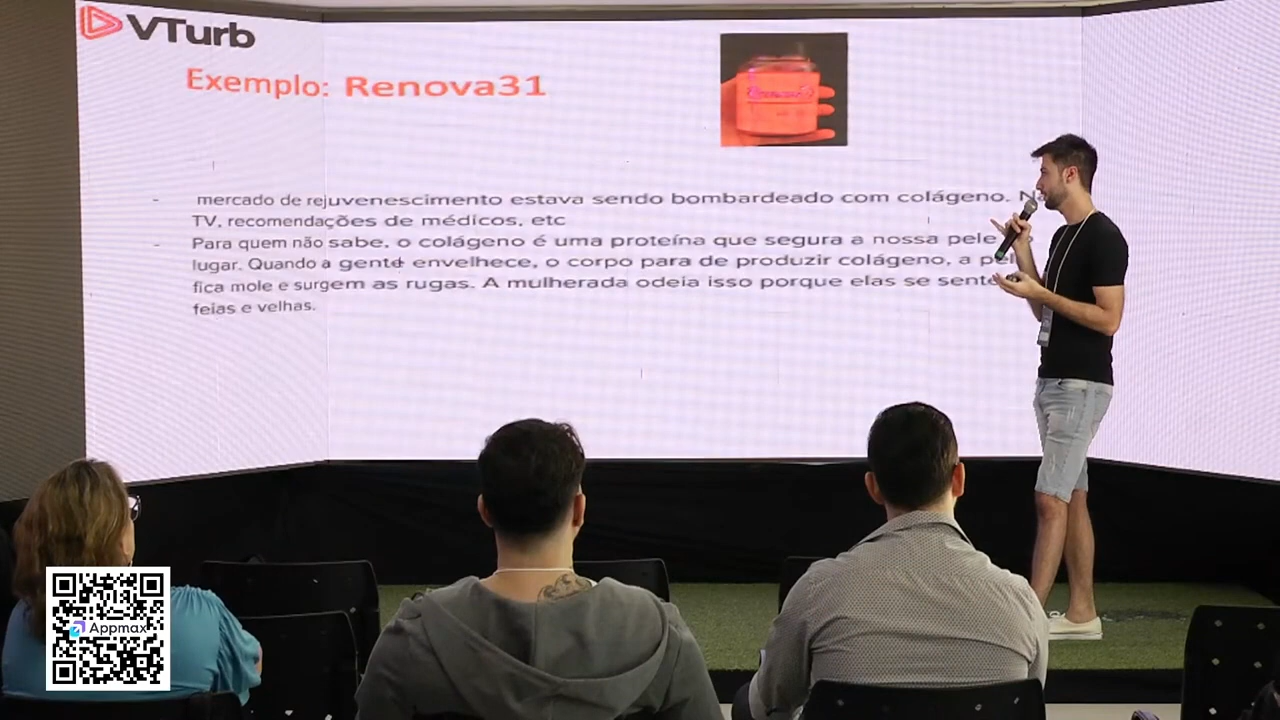 VTurb
Exemplo: Renova31
- mercado de rejuvenescimento estava sendo bombardeado com colágeno.
TV, recomendações de médicos, etc
- Para quem não sabe, o colágeno é uma proteína que segura a nossa pele
lugar. Quando a gente envelhece, o corpo para de produzir colágeno, a
fica mole e surgem as rugas. A mulherada odeia isso porque elas se
feias e velhas.
Appmax